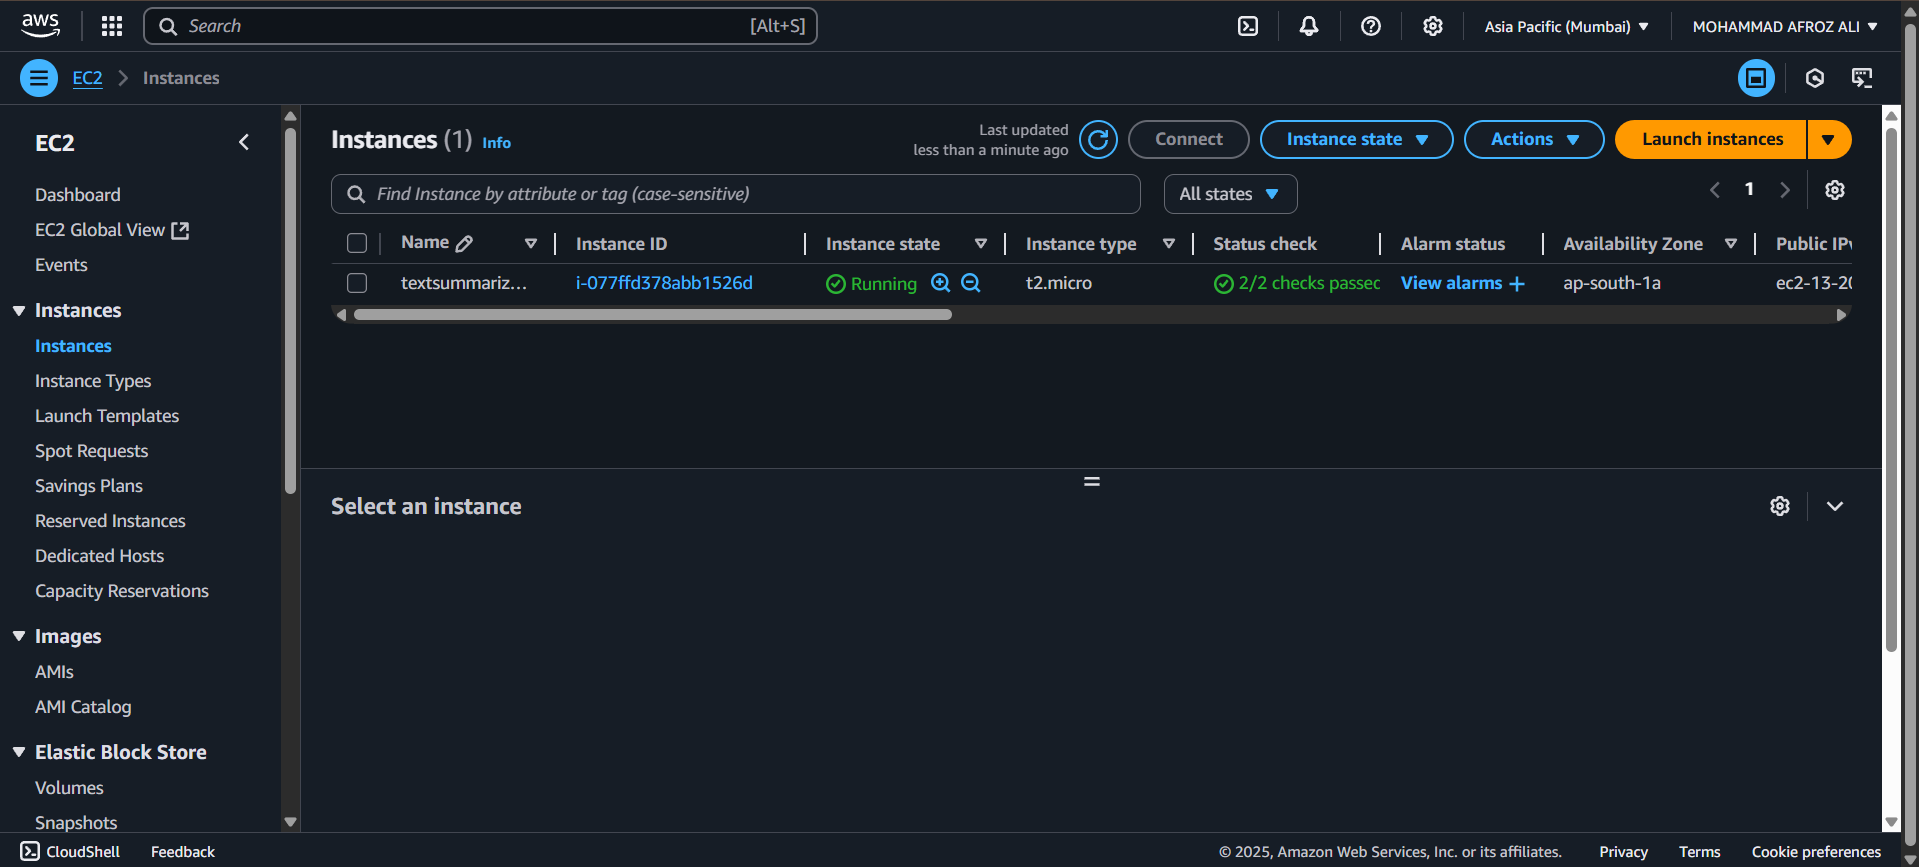 aws
Search [Alt+S]
Asia Pacific (Mumbai)
MOHAMMAD AFROZ ALI
EC2 Instances
EC2
Dashboard
EC2 Global View
Events
Instances
Instances
Instance Types
Launch Templates
Spot Requests
Savings Plans
Reserved Instances
Dedicated Hosts
Capacity Reservations
Images
AMIs
AMI Catalog
Elastic Block Store
Volumes
Snapshots
Instances (1) Info
Last updated
less than a minute ago
Connect
Instance state
Actions
Launch instances
Find Instance by attribute or tag (case-sensitive)
All states
1
Name Instance ID Instance state Instance type Status check Alarm status Availability Zone Public IPv
textsummariz... i-077ffd378abb1526d Running t2.micro 2/2 checks passec View alarms + ap-south-1a ec2-13-20
Select an instance
CloudShell Feedback © 2025, Amazon Web Services, Inc. or its affiliates. Privacy Terms Cookie preferences